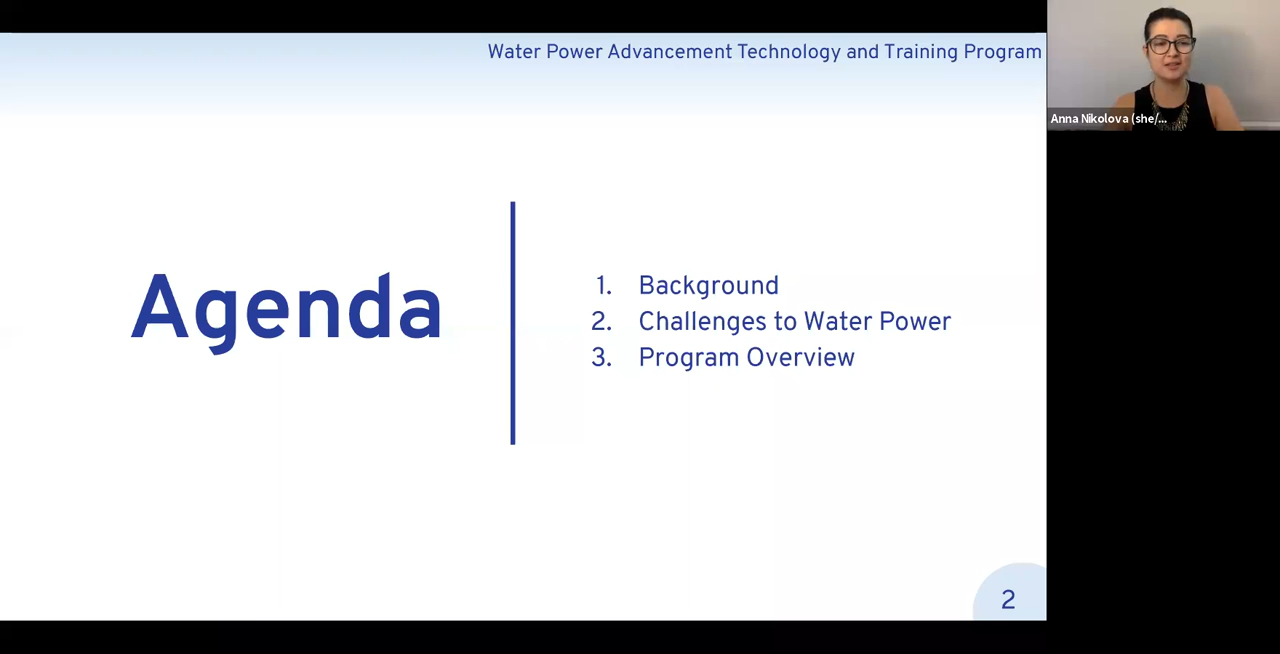 Water Power Advancement Technology and Training Program
Anna Nikolova (she/...
Agenda
1. Background
2. Challenges to Water Power
3. Program Overview
2